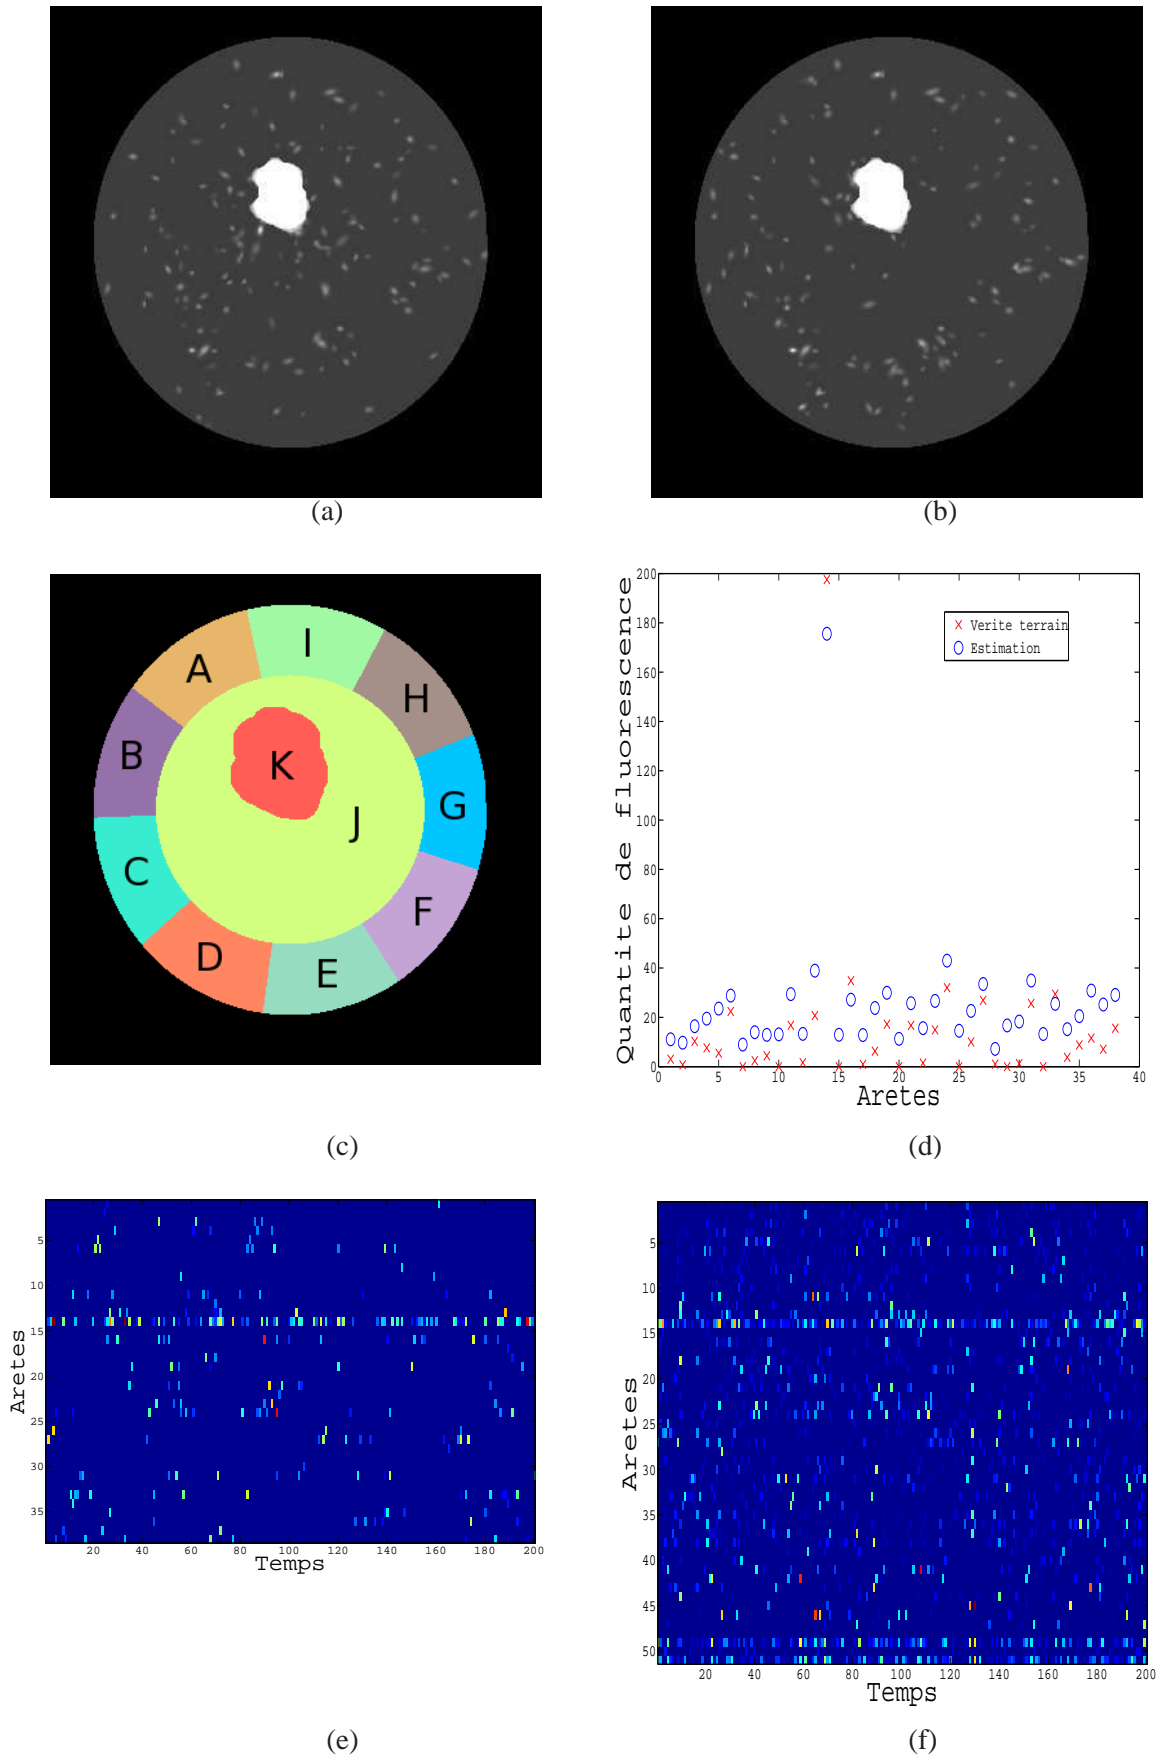 (a)
(b)
A
I
H
B
K
G
J
C
F
D
E
(c)
Quantite de fluorescence
200
180
160
140
120
100
80
60
40
20
0
0 5 10 15 20 25 30 35 40
Verite terrain
Estimation
Aretes
(d)
Aretes
5
10
15
20
25
30
35
20 40 60 80 100 120 140 160 180 200
Temps
(e)
Aretes
5
10
15
20
25
30
35
40
45
50
20 40 60 80 100 120 140 160 180 200
Temps
(f)